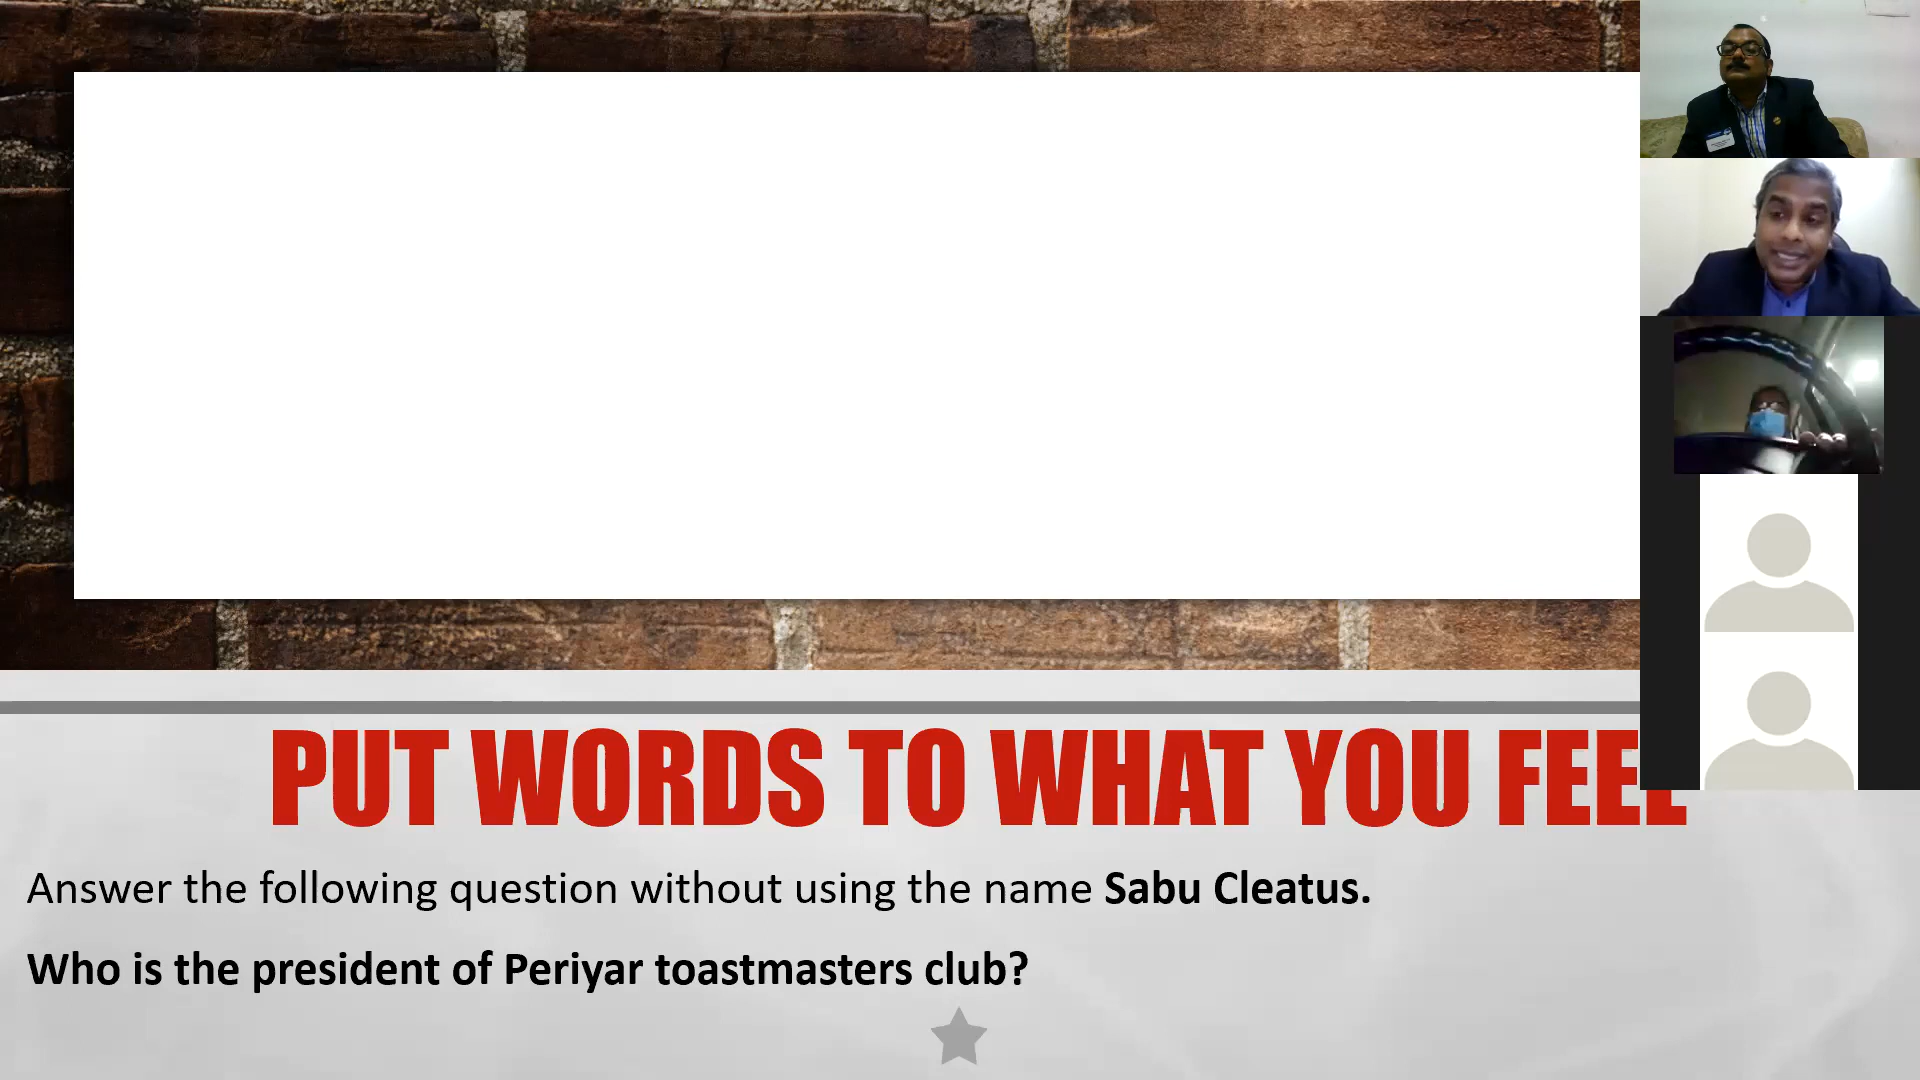 PUT WORDS TO WHAT YOU FEEL
Answer the following question without using the name Sabu Cleatus.
Who is the president of Periyar toastmasters club?